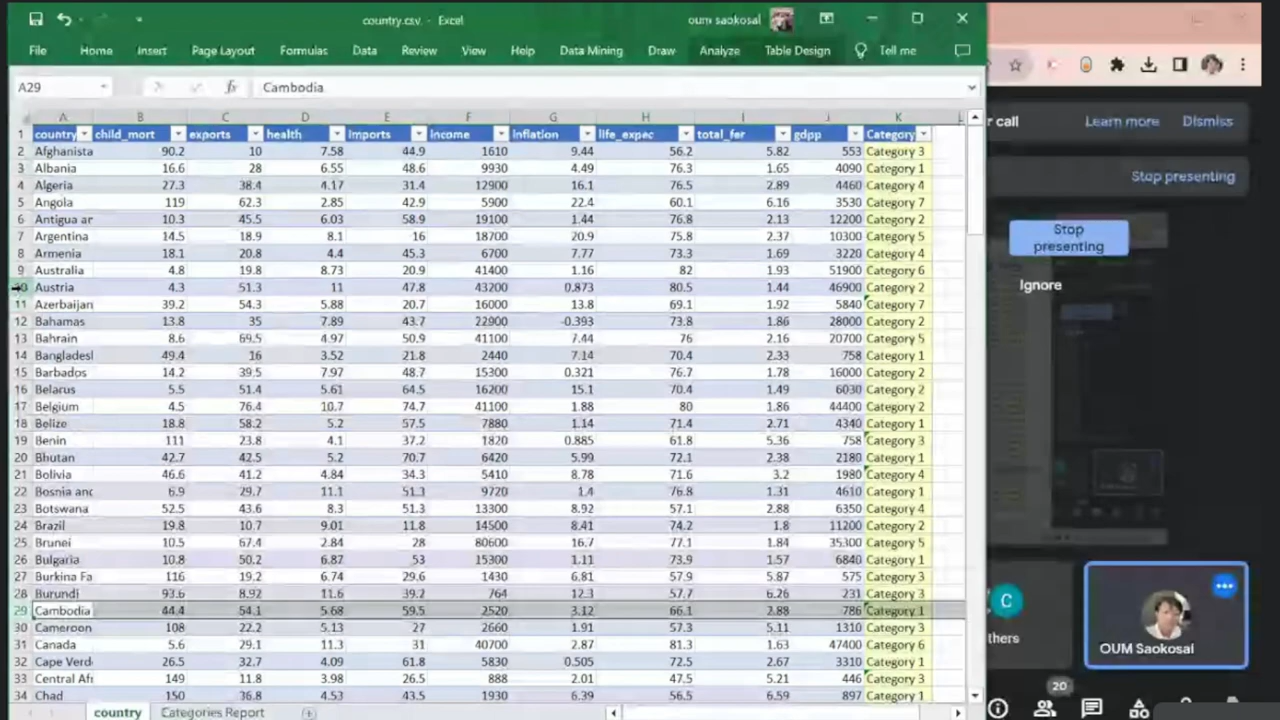 country.csv. - Excel
oum saokosal
File Home Insert Page Layout Formulas Data Review View Help Data Mining Draw Analyze Table Design Tell me
A29 fx Cambodia
A B C D E F G H I J K L
1 country child_mort exports health imports income inflation life_expec total_fer gdpp Category
2 Afghanista 90.2 10 7.58 44.9 1610 9.44 56.2 5.82 553 Category 3
3 Albania 16.6 28 6.55 48.6 9930 4.49 76.3 1.65 4090 Category 1
4 Algeria 27.3 38.4 4.17 31.4 12900 16.1 76.5 2.89 4460 Category 4
5 Angola 119 62.3 2.85 42.9 5900 22.4 60.1 6.16 3530 Category 7
6 Antigua ar 10.3 45.5 6.03 58.9 19100 1.44 76.8 2.13 12200 Category 2
7 Argentina 14.5 18.9 8.1 16 18700 20.9 75.8 2.37 10300 Category 5
8 Armenia 18.1 20.8 4.4 45.3 6700 7.77 73.3 1.69 3220 Category 4
9 Australia 4.8 19.8 8.73 20.9 41400 1.16 82 1.93 51900 Category 6
10 Austria 4.3 51.3 11 47.8 43200 0.873 80.5 1.44 46900 Category 2
11 Azerbaijan 39.2 54.3 5.88 20.7 16000 13.8 69.1 1.92 5840 Category 7
12 Bahamas 13.8 35 7.89 43.7 22900 -0.393 73.8 1.86 28000 Category 2
13 Bahrain 8.6 69.5 4.97 50.9 41100 7.44 76 2.16 20700 Category 5
14 Bangladesl 49.4 16 3.52 21.8 2440 7.14 70.4 2.33 758 Category 1
15 Barbados 14.2 39.5 7.97 48.7 15300 0.321 76.7 1.78 16000 Category 2
16 Belarus 5.5 51.4 5.61 64.5 16200 15.1 70.4 1.49 6030 Category 2
17 Belgium 4.5 76.4 10.7 74.7 41100 1.88 80 1.86 44400 Category 2
18 Belize 18.8 58.2 5.2 57.5 7880 1.14 71.4 2.71 4340 Category 1
19 Benin 111 23.8 4.1 37.2 1820 0.885 61.8 5.36 758 Category 3
20 Bhutan 42.7 42.5 5.2 70.7 6420 5.99 72.1 2.38 2180 Category 1
21 Bolivia 46.6 41.2 4.84 34.3 5410 8.78 71.6 3.2 1980 Category 4
22 Bosnia and 6.9 29.7 11.1 51.3 9720 1.4 76.8 1.31 4610 Category 1
23 Botswana 52.5 43.6 8.3 51.3 13300 8.92 57.1 2.88 6350 Category 4
24 Brazil 19.8 10.7 9.01 11.8 14500 8.41 74.2 1.8 11200 Category 2
25 Brunei 10.5 67.4 2.84 28 80600 16.7 77.1 1.84 35300 Category 5
26 Bulgaria 10.8 50.2 6.87 53 15300 1.11 73.9 1.57 6840 Category 1
27 Burkina Fa 116 19.2 6.74 29.6 1430 6.81 57.9 5.87 575 Category 3
28 Burundi 93.6 8.92 11.6 39.2 764 12.3 57.7 6.26 231 Category 3
29 Cambodia 44.4 54.1 5.68 59.5 2520 3.12 66.1 2.88 786 Category 1
30 Cameroon 108 22.2 5.13 27 2660 1.91 57.3 5.11 1310 Category 3
31 Canada 5.6 29.1 11.3 31 40700 2.87 81.3 1.63 47400 Category 6
32 Cape Verd 26.5 32.7 4.09 61.8 5830 0.505 72.5 2.67 3310 Category 1
33 Central Afr 149 11.8 3.98 26.5 888 2.01 47.5 5.21 446 Category 3
34 Chad 150 36.8 4.53 43.5 1930 6.39 56.5 6.59 897 Category 1
country Categories Report
r call Learn more Dismiss
Stop presenting
Stop
presenting
Ignore
C
thers
OUM Saokosal
20